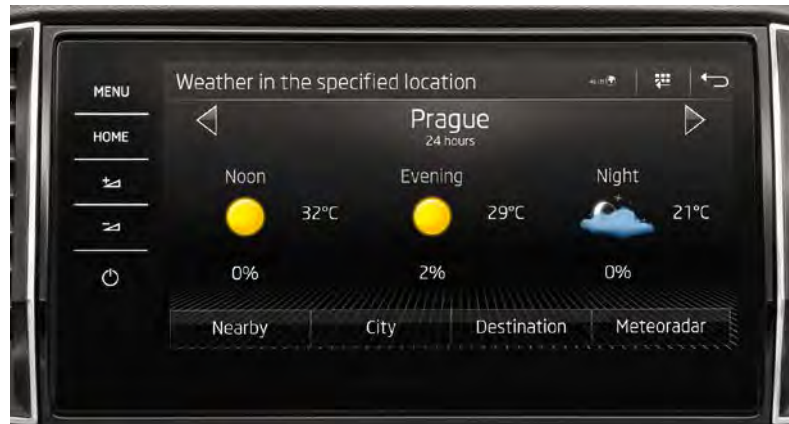 MENU
HOME
Weather in the specified location
Prague
24 hours
Noon
Evening
Night
32°C
29°C
21°C
0%
2%
0%
Nearby
City
Destination
Meteoradar